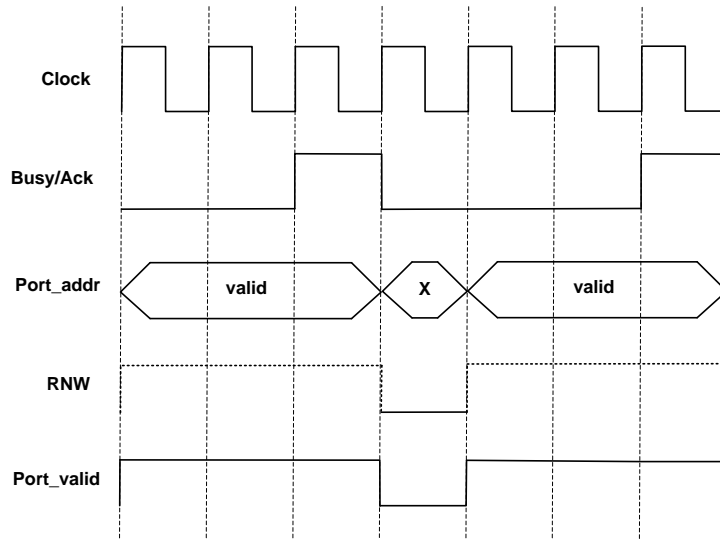 Clock
Busy/Ack
Port_addr valid X valid
RNW
Port_valid